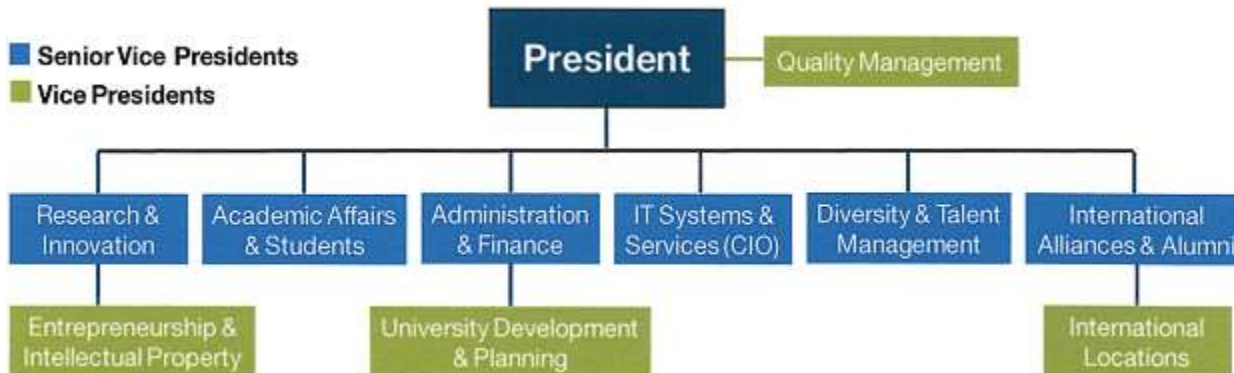 Senior Vice Presidents
Vice Presidents
President
Quality Management
Research &
Innovation
Academic Affairs
& Students
Administration
& Finance
IT Systems &
Services (CIO)
Diversity & Talent
Management
International
Alliances & Alumni
Entrepreneurship &
Intellectual Property
University Development
& Planning
International
Locations